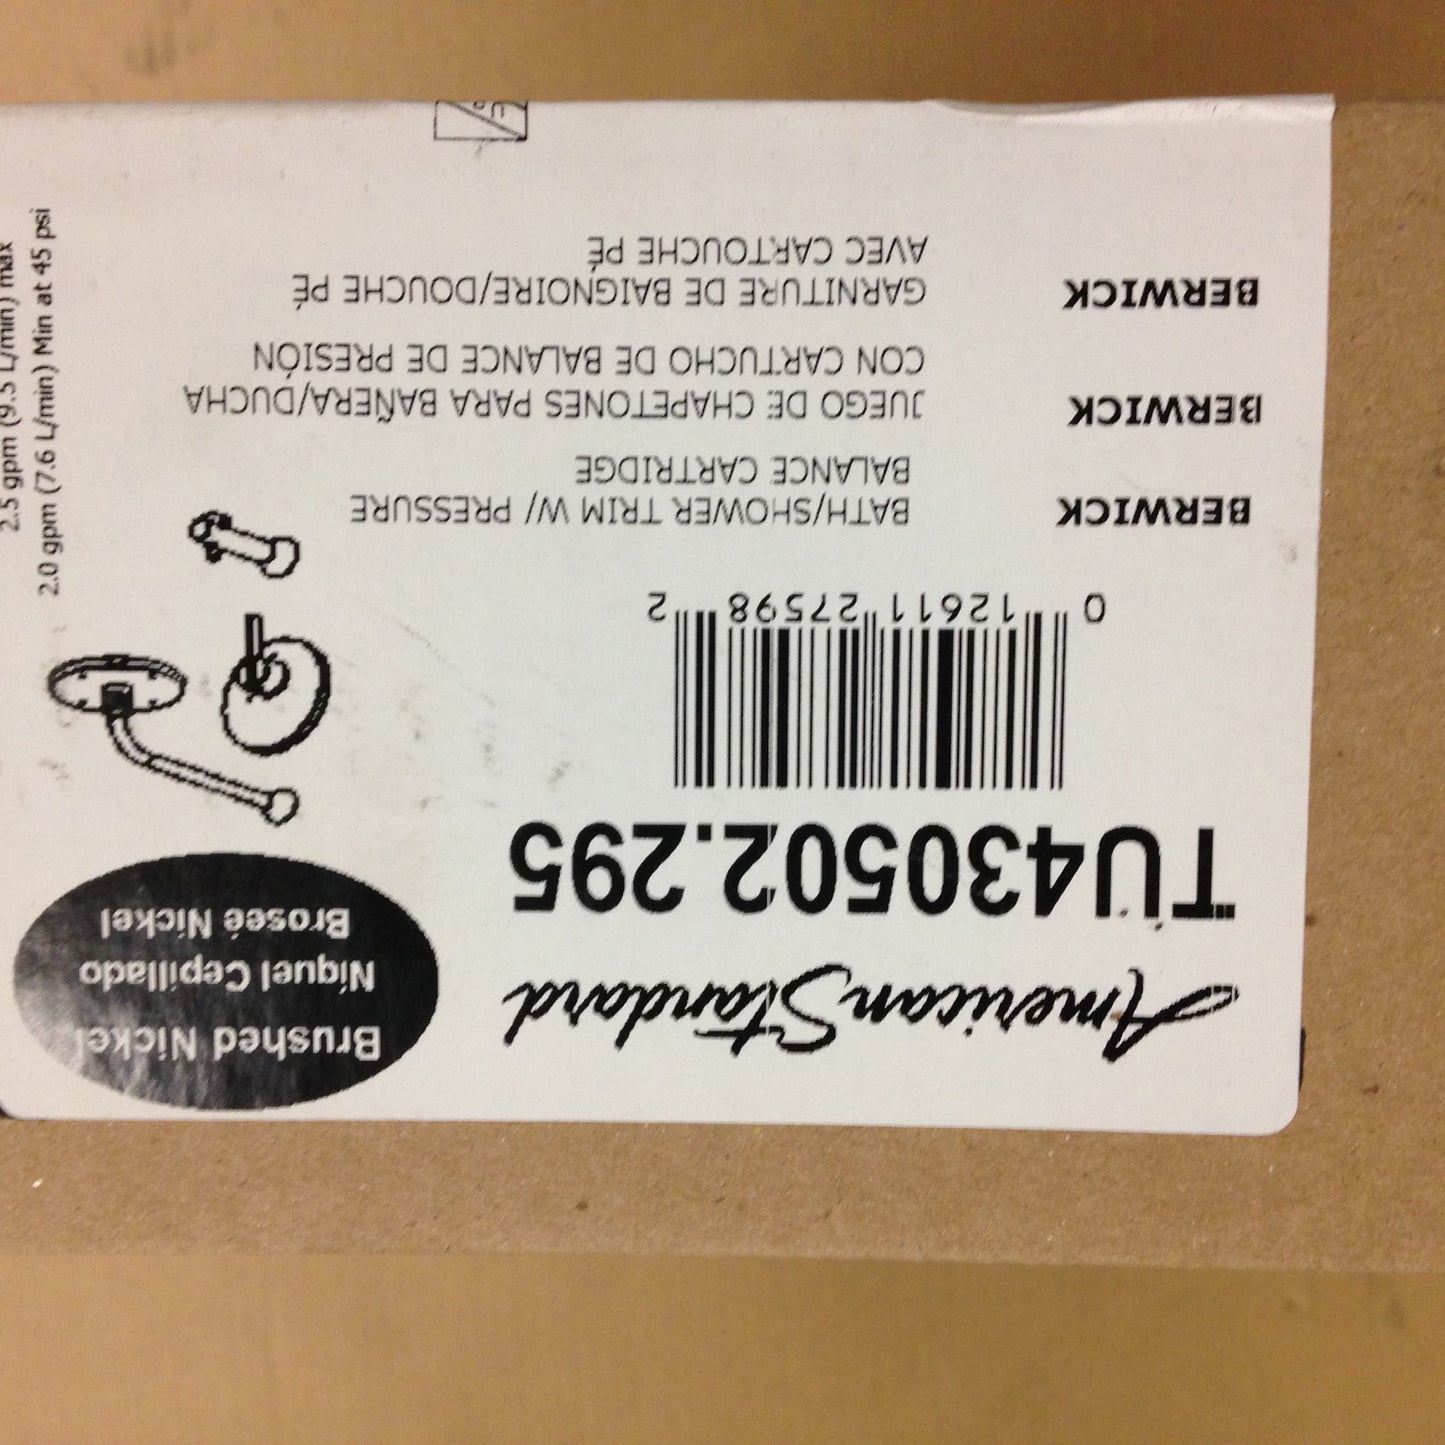 American Standard
Brushed Nickel
Níquel Cepillado
Broseé Nickel
TU430502.295
0 12611 27598 2
BERWICK BATH/SHOWER TRIM W/ PRESSURE
BALANCE CARTRIDGE
BERWICK JUEGO DE CHAPETONES PARA BAÑERA/DUCHA
CON CARTUCHO DE BALANCE DE PRESIÓN
BERWICK GARNITURE DE BAIGNOIRE/DOUCHE PÉ
AVEC CARTOUCHE PÉ
2.5 gpm (9.5 L/min) max
2.0 gpm (7.6 L/min) Min at 45 psi